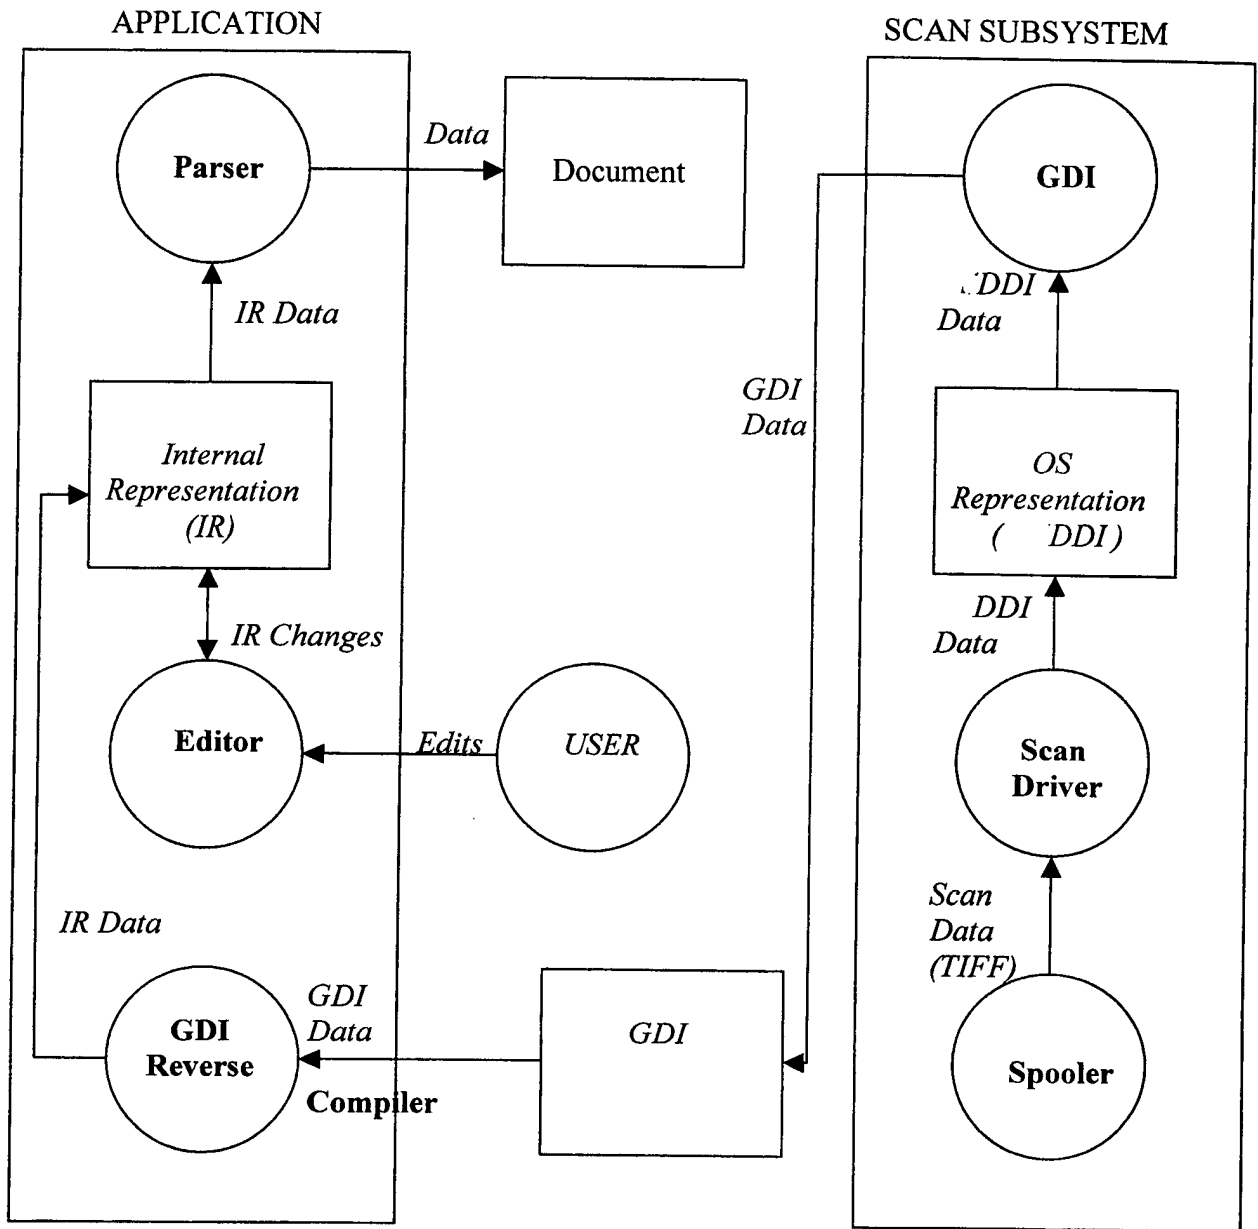 APPLICATION
SCAN SUBSYSTEM
Parser
Data
Document
GDI
IR Data
DDI
Data
Internal
Representation
(IR)
GDI
Data
OS
Representation
( DDI)
IR Changes
DDI
Data
Editor
Edits
USER
Scan
Driver
IR Data
Scan
Data
(TIFF)
GDI
Reverse
Compiler
GDI
Data
GDI
Spooler